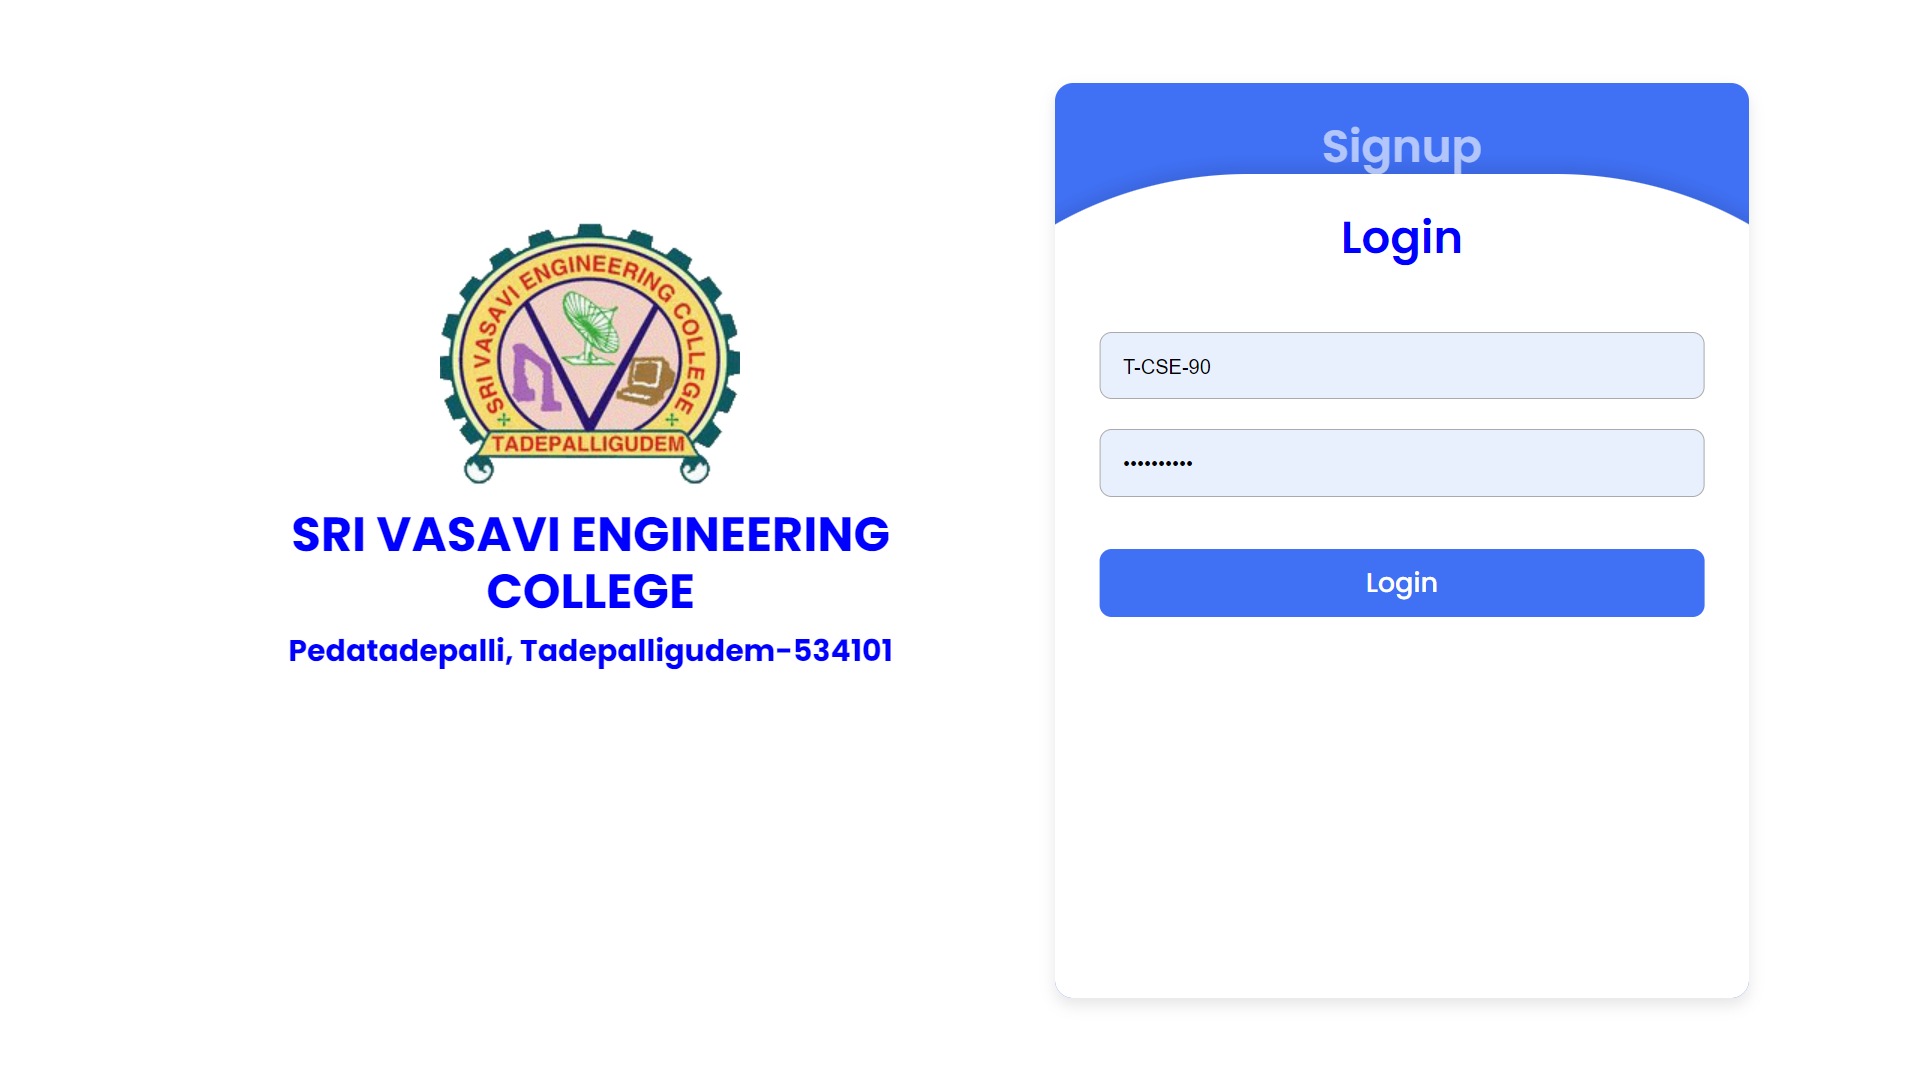 SRI VASAVI ENGINEERING COLLEGE
TADEPALLIGUDEM
SRI VASAVI ENGINEERING
COLLEGE
Pedatadepalli, Tadepalligudem-534101
Signup
Login
T-CSE-90
••••••••••
Login